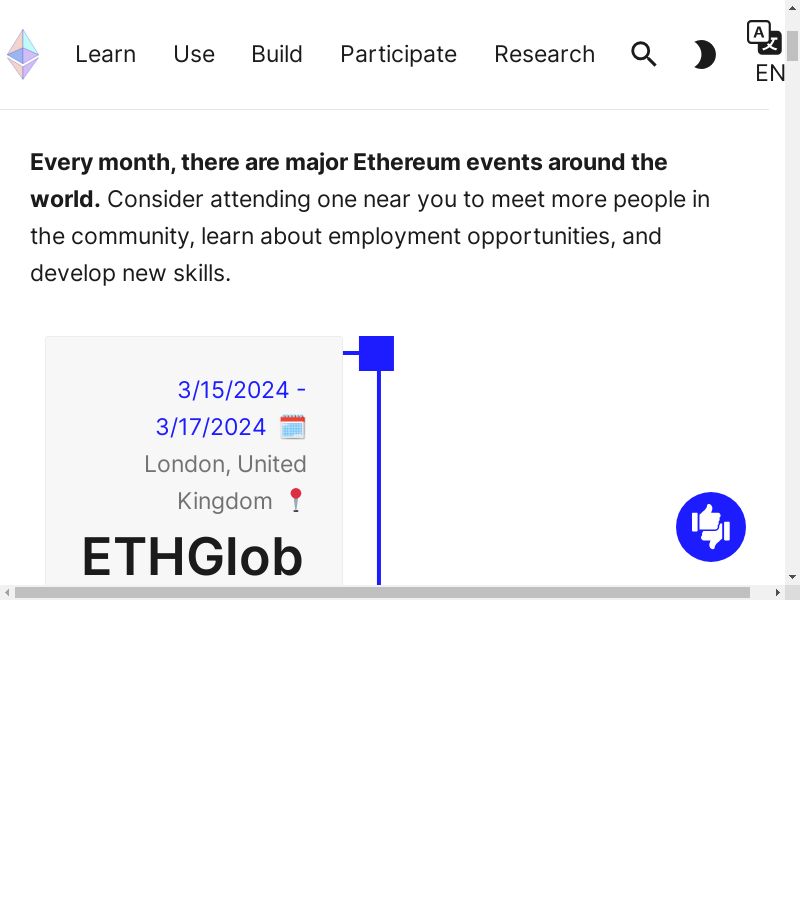 Learn Use Build Participate Research
EN
Every month, there are major Ethereum events around the
world. Consider attending one near you to meet more people in
the community, learn about employment opportunities, and
develop new skills.
3/15/2024 -
3/17/2024
London, United
Kingdom
ETHGlob